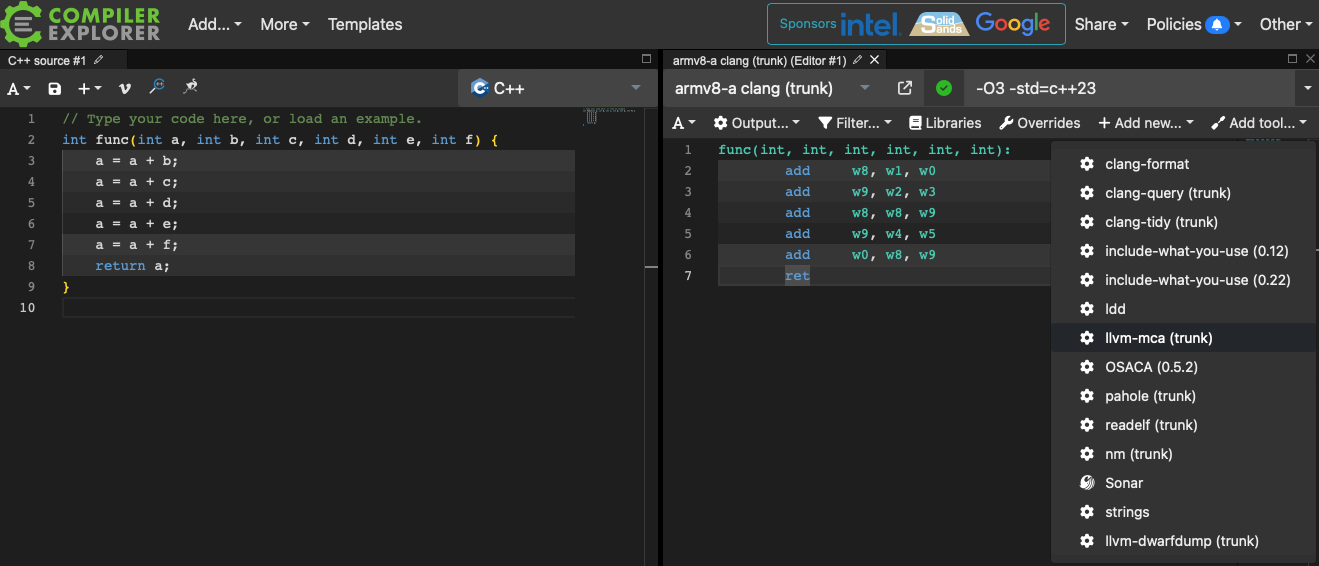 COMPILER
EXPLORER
Add...
More
Templates
Sponsors
intel.
Solid
Sands
Google
Share
Policies
Other
C++ source #1
A
C++
1 // Type your code here, or load an example.
2 int func(int a, int b, int c, int d, int e, int f) {
3 a = a + b;
4 a = a + c;
5 a = a + d;
6 a = a + e;
7 a = a + f;
8 return a;
9 }
10
armv8-a clang (trunk) (Editor #1)
armv8-a clang (trunk)
-O3 -std=c++23
A
Output...
Filter...
Libraries
Overrides
Add new...
Add tool...
1 func(int, int, int, int, int, int):
2 add w8, w1, w0
3 add w9, w2, w3
4 add w8, w8, w9
5 add w9, w4, w5
6 add w0, w8, w9
7 ret
clang-format
clang-query (trunk)
clang-tidy (trunk)
include-what-you-use (0.12)
include-what-you-use (0.22)
ldd
llvm-mca (trunk)
OSACA (0.5.2)
pahole (trunk)
readelf (trunk)
nm (trunk)
Sonar
strings
llvm-dwarfdump (trunk)